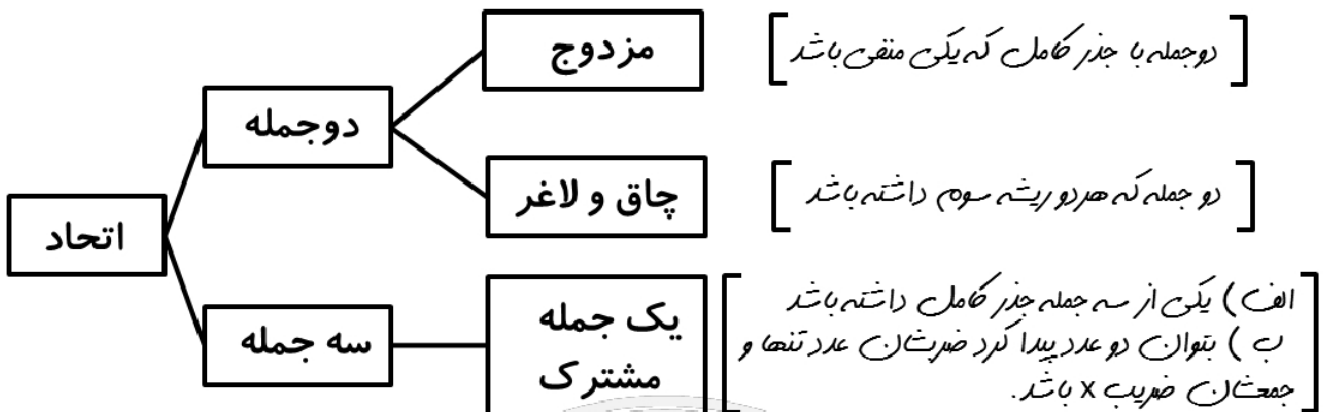 مزدوج
[دوجمله با جذر کامل که یکی منفی باشد]
دوجمله
چاق و لاغر
[دو جمله که هر دو ریشه سوم داشته باشد]
اتحاد
سه جمله
یک جمله
مشترک
الف) یکی از سه جمله جذر کامل داشته باشد
ب) بتوان دو عدد پیدا کرد ضربشان عدد تنها و
جمعشان ضریب x باشد.